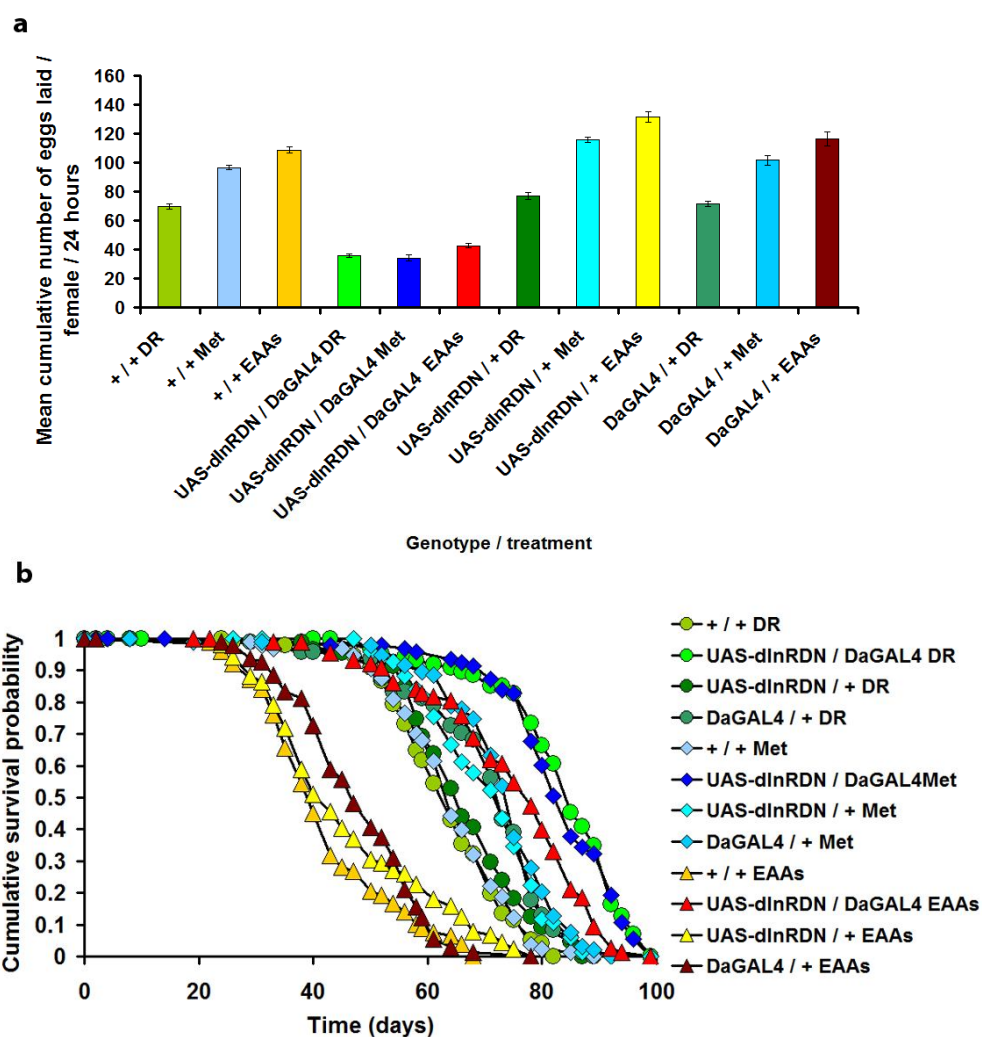 a
Mean cumulative number of eggs laid /
female / 24 hours
160
140
120
100
80
60
40
20
0
+ / + DR
+ / + Met
+ / + EAAs
UAS-dInRDN / DaGAL4 DR
UAS-dInRDN / DaGAL4 Met
UAS-dInRDN / DaGAL4 EAAs
UAS-dInRDN / + DR
UAS-dInRDN / + Met
UAS-dInRDN / + EAAs
DaGAL4 / + DR
DaGAL4 / + Met
DaGAL4 / + EAAs
Genotype / treatment
b
Cumulative survival probability
1
0.9
0.8
0.7
0.6
0.5
0.4
0.3
0.2
0.1
0
0 20 40 60 80 100
Time (days)
+ / + DR
UAS-dInRDN / DaGAL4 DR
UAS-dInRDN / + DR
DaGAL4 / + DR
+ / + Met
UAS-dInRDN / DaGAL4Met
UAS-dInRDN / + Met
DaGAL4 / + Met
+ / + EAAs
UAS-dInRDN / DaGAL4 EAAs
UAS-dInRDN / + EAAs
DaGAL4 / + EAAs